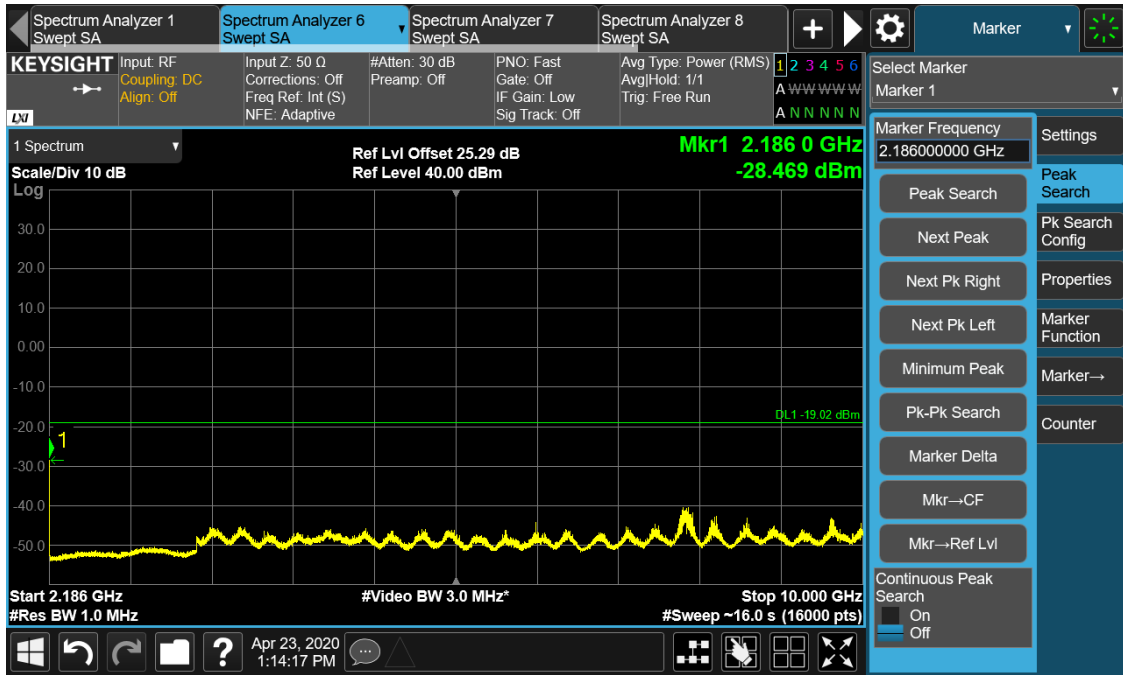 Spectrum Analyzer 1
Swept SA
Spectrum Analyzer 6
Swept SA
Spectrum Analyzer 7
Swept SA
Spectrum Analyzer 8
Swept SA
+
Marker
KEYSIGHT
LXI
Input: RF
Coupling: DC
Align: Off
Input Z: 50 Ω
Corrections: Off
Freq Ref: Int (S)
NFE: Adaptive
#Atten: 30 dB
Preamp: Off
PNO: Fast
Gate: Off
IF Gain: Low
Sig Track: Off
Avg Type: Power (RMS)
Avg|Hold: 1/1
Trig: Free Run
1 2 3 4 5 6
A W W W W W
A N N N N N
Select Marker
Marker 1
1 Spectrum
Scale/Div 10 dB
Ref Lvl Offset 25.29 dB
Ref Level 40.00 dBm
Mkr1 2.186 0 GHz
-28.469 dBm
Log
30.0
20.0
10.0
0.00
-10.0
-20.0
-30.0
-40.0
-50.0
DL1 -19.02 dBm
1
Start 2.186 GHz
#Res BW 1.0 MHz
#Video BW 3.0 MHz*
Stop 10.000 GHz
#Sweep ~16.0 s (16000 pts)
Marker Frequency
2.186000000 GHz
Peak Search
Next Peak
Next Pk Right
Next Pk Left
Minimum Peak
Pk-Pk Search
Marker Delta
Mkr→CF
Mkr→Ref Lvl
Continuous Peak
Search
On
Off
Settings
Peak
Search
Pk Search
Config
Properties
Marker
Function
Marker→
Counter
?
Apr 23, 2020
1:14:17 PM